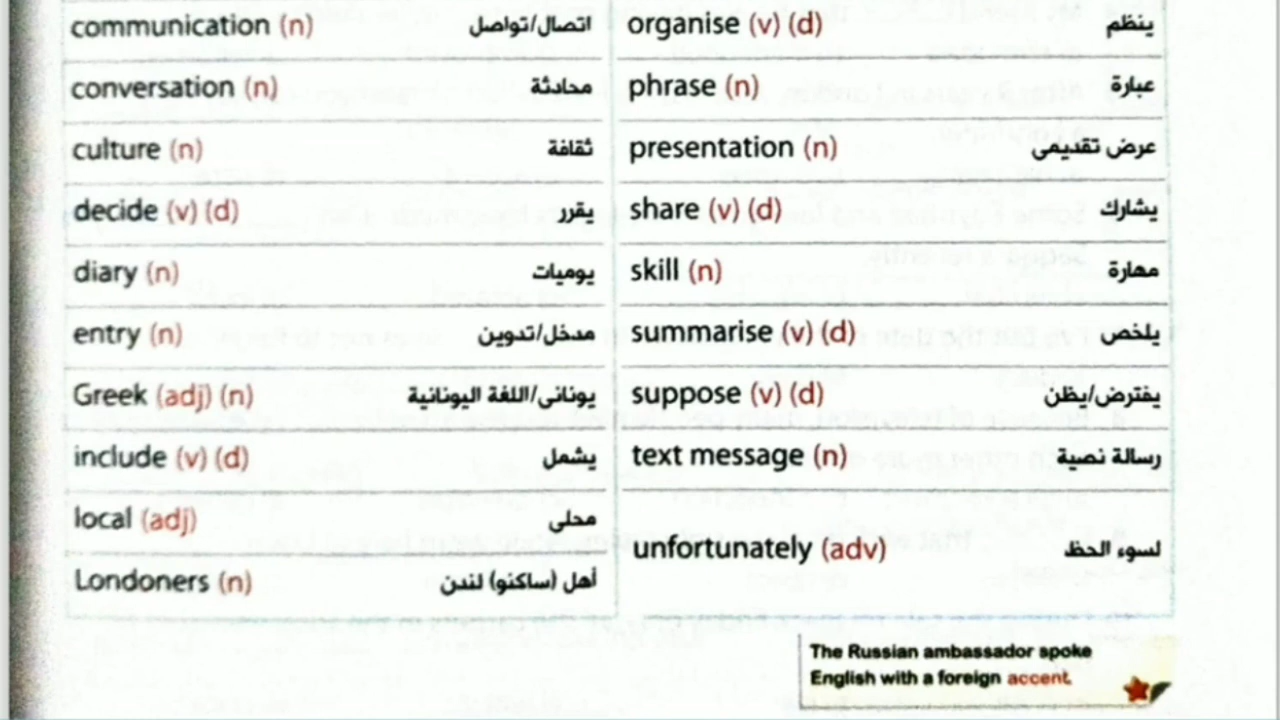 communication (n) اتصال/تواصل
conversation (n) محادثة
culture (n) ثقافة
decide (v) (d) يقرر
diary (n) يوميات
entry (n) مدخل/تدوين
Greek (adj) (n) يونانى/اللغة اليونانية
include (v) (d) يشمل
local (adj) محلى
Londoners (n) أهل (ساكنو) لندن
organise (v) (d) ينظم
phrase (n) عبارة
presentation (n) عرض تقديمى
share (v) (d) يشارك
skill (n) مهارة
summarise (v) (d) يلخص
suppose (v) (d) يفترض/يظن
text message (n) رسالة نصية
unfortunately (adv) لسوء الحظ
The Russian ambassador spoke
English with a foreign accent.